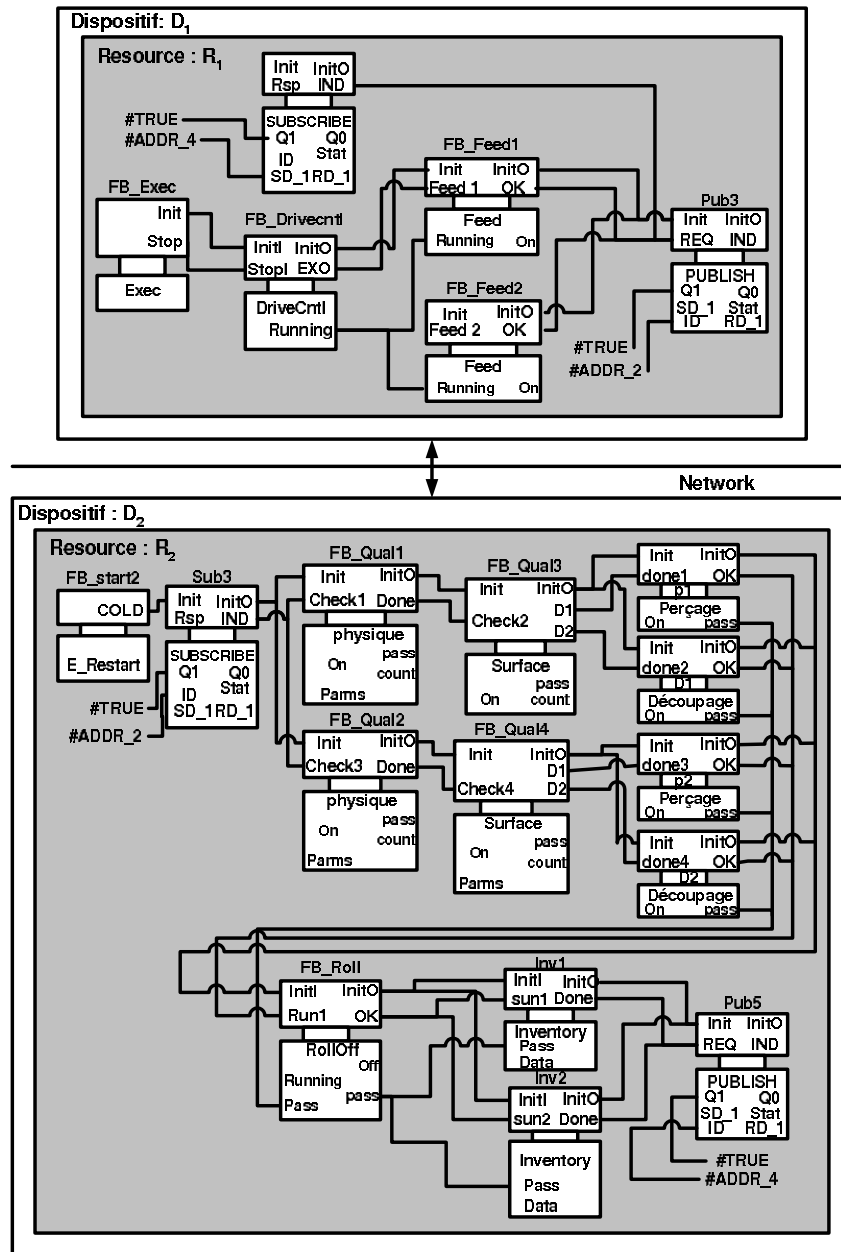 Dispositif: D1
Resource : R1
Init InitO
Rsp IND
SUBSCRIBE
Q1 Q0
ID Stat
SD_1 RD_1
#TRUE
#ADDR_4
FB_Exec
Init
Stop
Exec
FB_Drivecntl
InitI InitO
StopI EXO
DriveCntl
Running
FB_Feed1
Init InitO
Feed 1 OK
Feed
Running On
FB_Feed2
Init InitO
Feed 2 OK
Feed
Running On
Pub3
Init InitO
REQ IND
PUBLISH
Q1 Q0
SD_1 Stat
ID RD_1
#TRUE
#ADDR_2
Network
Dispositif : D2
Resource : R2
FB_start2
COLD
E_Restart
Sub3
Init InitO
Rsp IND
SUBSCRIBE
Q1 Q0
ID Stat
SD_1 RD_1
#TRUE
#ADDR_2
FB_Qual1
Init InitO
Check1 Done
physique
pass
On count
Parms
FB_Qual3
Init InitO
D1
Check2
D2
Surface
pass
On count
Init InitO
done1 OK
p1
Perçage
On pass
Init InitO
done2 OK
D1
Découpage
On pass
FB_Qual2
Init InitO
Check3 Done
physique
pass
On count
Parms
FB_Qual4
Init InitO
D1
Check4 D2
Surface
pass
On count
Parms
Init InitO
done3 OK
p2
Perçage
On pass
Init InitO
done4 OK
D2
Découpage
On pass
FB_Roll
InitI InitO
Run1 OK
RollOff
Off
Running
pass
Pass
Inv1
InitI InitO
sun1 Done
Inventory
Pass
Data
Inv2
InitI InitO
sun2 Done
Inventory
Pass
Data
Pub5
Init InitO
REQ IND
PUBLISH
Q1 Q0
SD_1 Stat
ID RD_1
#TRUE
#ADDR_4